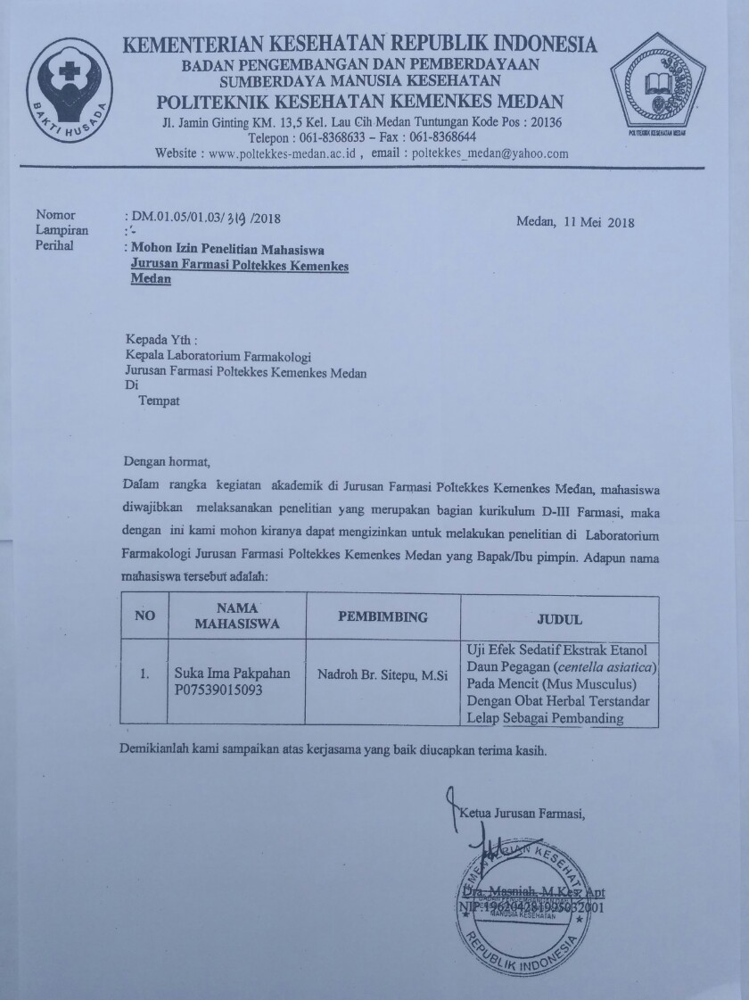 KEMENTERIAN KESEHATAN REPUBLIK INDONESIA
BADAN PENGEMBANGAN DAN PEMBERDAYAAN
SUMBERDAYA MANUSIA KESEHATAN
POLITEKNIK KESEHATAN KEMENKES MEDAN
Jl. Jamin Ginting KM. 13,5 Kel. Lau Cih Medan Tuntungan Kode Pos : 20136
Telepon : 061-8368633 – Fax : 061-8368644
Website : www.poltekkes-medan.ac.id , email : poltekkes_medan@yahoo.com
BAKTI HUSADA
POLITEKNIK KESEHATAN MEDAN
Nomor : DM.01.05/01.03/319/2018
Medan, 11 Mei 2018
Lampiran : -
Perihal : Mohon Izin Penelitian Mahasiswa
Jurusan Farmasi Poltekkes Kemenkes
Medan
Kepada Yth :
Kepala Laboratorium Farmakologi
Jurusan Farmasi Poltekkes Kemenkes Medan
Di
Tempat
Dengan hormat,
Dalam rangka kegiatan akademik di Jurusan Farmasi Poltekkes Kemenkes Medan, mahasiswa
diwajibkan melaksanakan penelitian yang merupakan bagian kurikulum D-III Farmasi, maka
dengan ini kami mohon kiranya dapat mengizinkan untuk melakukan penelitian di Laboratorium
Farmakologi Jurusan Farmasi Poltekkes Kemenkes Medan yang Bapak/Ibu pimpin. Adapun nama
mahasiswa tersebut adalah:
NO
NAMA
MAHASISWA
PEMBIMBING
JUDUL
1.
Suka Ima Pakpahan
P07539015093
Nadroh Br. Sitepu, M.Si
Uji Efek Sedatif Ekstrak Etanol
Daun Pegagan (centella asiatica)
Pada Mencit (Mus Musculus)
Dengan Obat Herbal Terstandar
Lelap Sebagai Pembanding
Demikianlah kami sampaikan atas kerjasama yang baik diucapkan terima kasih.
Ketua Jurusan Farmasi,
Dra. Masniah, M.Kes, Apt
NIP.196204281995032001
KEMENTERIAN KESEHATAN
MANUSIA KESEHATAN
REPUBLIK INDONESIA